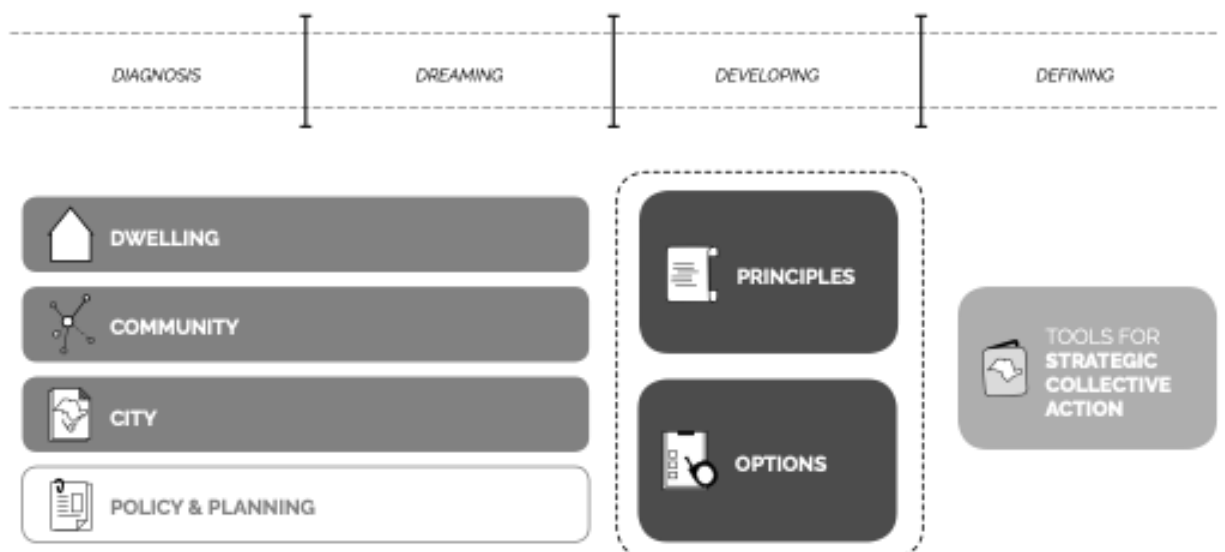 DIAGNOSIS
DREAMING
DEVELOPING
DEFINING
DWELLING
COMMUNITY
CITY
POLICY & PLANNING
PRINCIPLES
OPTIONS
TOOLS FOR
STRATEGIC
COLLECTIVE
ACTION